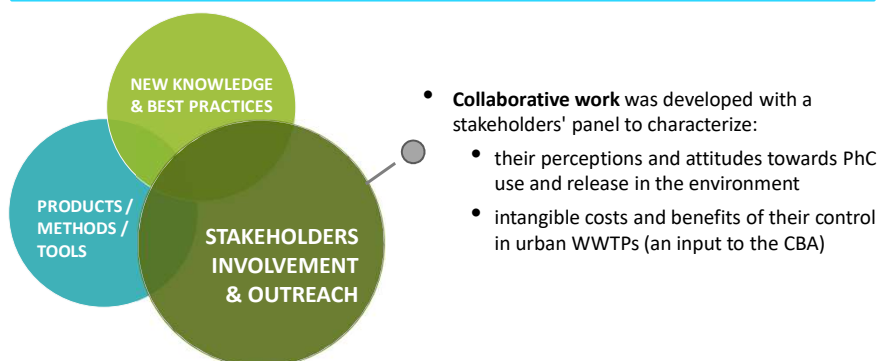 NEW KNOWLEDGE
& BEST PRACTICES
PRODUCTS /
METHODS /
TOOLS
STAKEHOLDERS
INVOLVEMENT
& OUTREACH
• Collaborative work was developed with a
stakeholders' panel to characterize:
• their perceptions and attitudes towards PhC
use and release in the environment
• intangible costs and benefits of their control
in urban WWTPs (an input to the CBA)